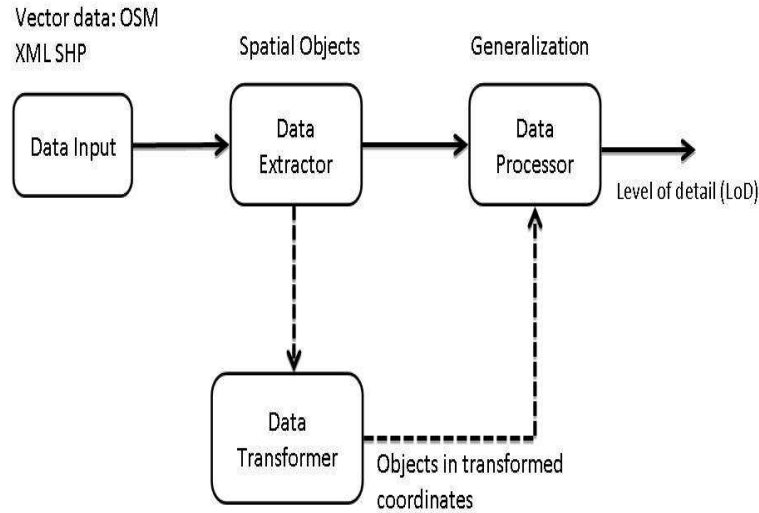 Vector data: OSM
XML SHP
Spatial Objects
Generalization
Data Input
Data
Extractor
Data
Processor
Level of detail (LoD)
Data
Transformer
Objects in transformed
coordinates